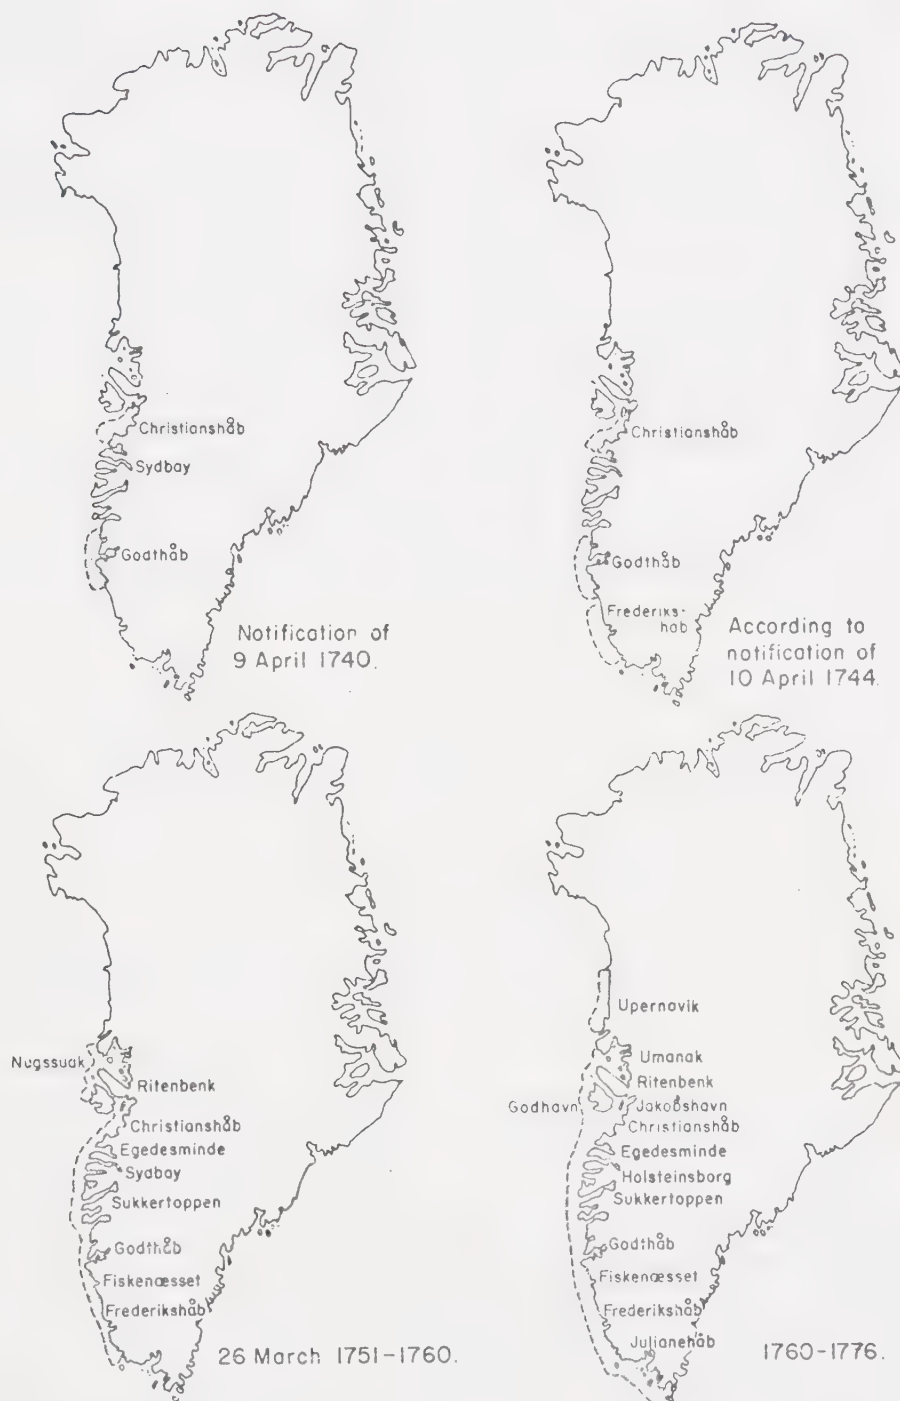 Christianshåb
Sydbay
Godthåb
Notification of
9 April 1740.
Christianshåb
Godthåb
Frederiks-
hab
According to
notification of
10 April 1744.
Nugssuak
Ritenbenk
Christianshåb
Egedesminde
Sydbay
Sukkertoppen
Godthåb
Fiskenæsset
Frederikshåb
26 March 1751-1760.
Upernavik
Umanak
Ritenbenk
Godhavn
Jakobshavn
Christianshåb
Egedesminde
Holsteinsborg
Sukkertoppen
Godthåb
Fiskenæsset
Frederikshåb
Julianehåb
1760-1776.